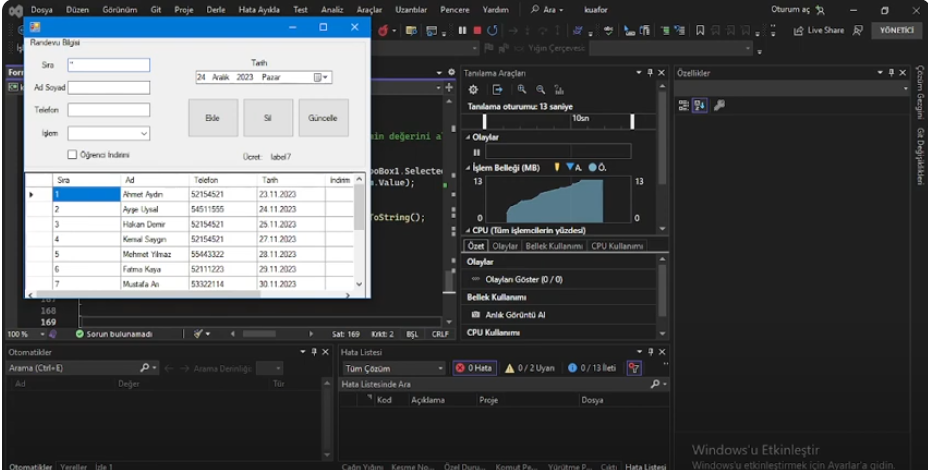 Dosya Düzen Görünüm Git Proje Derle Hata Ayıkla Test Analiz Araçlar Uzantılar Pencere Yardım Ara kuafor Oturum aç
Live Share YÖNETİCİ
Yığın Çerçevesi:
Randevu Bilgisi
Sıra "
Tarih
24 Aralık 2023 Pazar
Ad Soyad
Telefon
İşlem
Ekle Sil Güncelle
Öğrenci İndirimi
Ücret: label7
Sıra Ad Telefon Tarih İndirim
1 Ahmet Aydın 52154521 23.11.2023
2 Ayşe Uysal 54511555 24.11.2023
3 Hakan Demir 52154521 25.11.2023
4 Kemal Saygın 52154521 27.11.2023
5 Mehmet Yılmaz 55443322 28.11.2023
6 Fatma Kaya 52111223 29.11.2023
7 Mustafa Arı 53322114 30.11.2023
min değerini al
boBox1.Selected
m.Value);
ToString();
167
168
169
100 % Sorun bulunamadı Sat: 169 Krkt: 2 BŞL CRLF
Tanılama Araçları
Tanılama oturumu: 13 saniye
10sn
Olaylar
İşlem Belleği (MB) A. Ö.
13 13
0 0
CPU (Tüm işlemcilerin yüzdesi)
Özet Olaylar Bellek Kullanımı CPU Kullanımı
Olaylar
Olayları Göster (0 / 0)
Bellek Kullanımı
Anlık Görüntü Al
CPU Kullanımı
Özellikler
Çözüm Gezgini Git Değişiklikleri
Otomatikler
Arama (Ctrl+E) Arama Derinliği:
Ad Değer Tür
Otomatikler Yereller İzle 1
Hata Listesi
Tüm Çözüm 0 Hata 0 / 2 Uyarı 0 / 13 İleti
Hata Listesinde Ara
Kod Açıklama Proje Dosya
Çağrı Yığını Kesme No... Özel Duru... Komut Pe... Yürütme P... Çıktı Hata Listesi
Windows'u Etkinleştir
Windows'u etkinleştirmek için Ayarlar'a gidin.